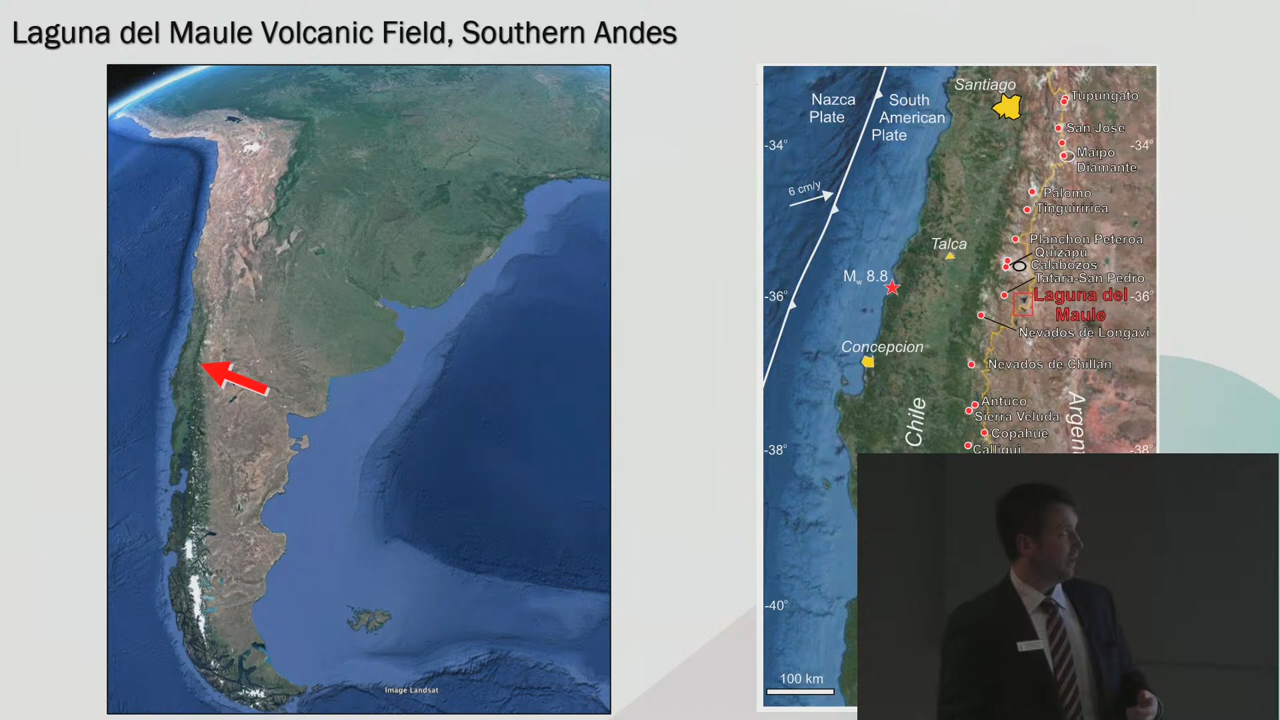 Laguna del Maule Volcanic Field, Southern Andes
Image Landsat
Santiago
Nazca
Plate
South
American
Plate
Tupungato
San Jose
-34°
-34°
Maipo
Diamante
6 cm/y
Palomo
Tinguiririca
Talca
Planchon Peteroa
Quizapu
Calabozos
Tatara-San Pedro
Mw 8.8
-36°
Laguna del
Maule
-36°
Nevados de Longavi
Concepcion
Nevados de Chillan
Chile
Argen
Antuco
Sierra Veluda
Copahue
-38°
Calliqui
-38°
-40°
100 km